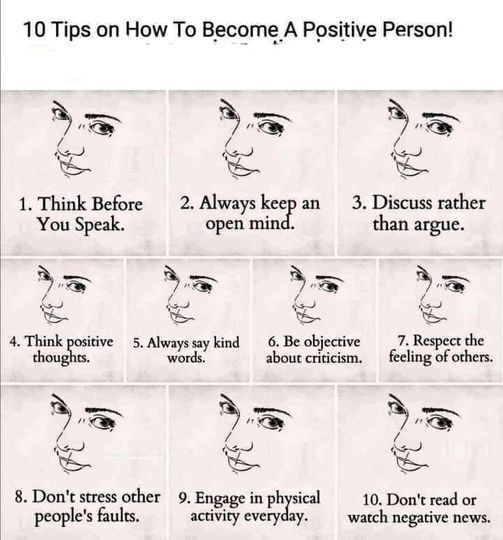 10 Tips on How To Become A Positive Person!
1. Think Before
You Speak.
2. Always keep an
open mind.
3. Discuss rather
than argue.
4. Think positive
thoughts.
5. Always say kind
words.
6. Be objective
about criticism.
7. Respect the
feeling of others.
8. Don't stress other
people's faults.
9. Engage in physical
activity everyday.
10. Don't read or
watch negative news.